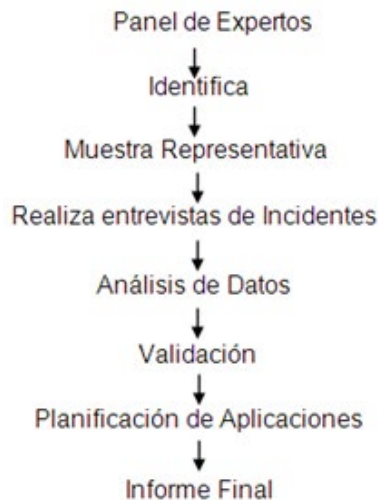 Panel de Expertos
Identifica
Muestra Representativa
Realiza entrevistas de Incidentes
Análisis de Datos
Validación
Planificación de Aplicaciones
Informe Final